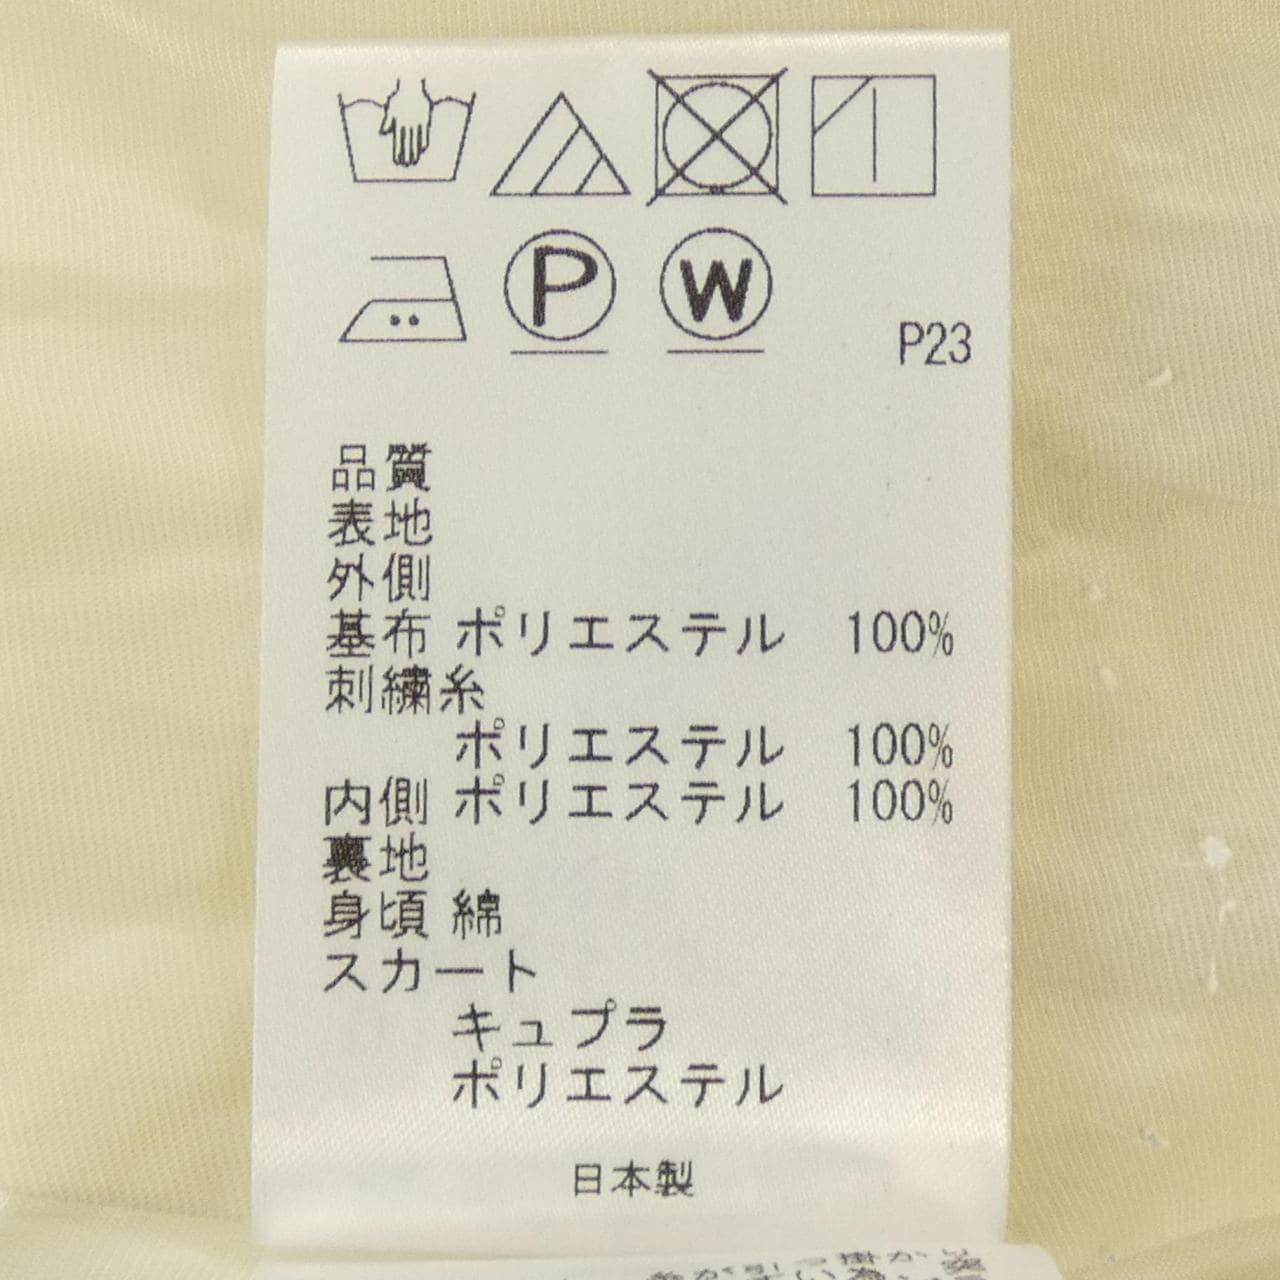 P W P23
品質
表地
外側
基布 ポリエステル 100%
刺繍糸
ポリエステル 100%
内側 ポリエステル 100%
裏地
身頃 綿
スカート
キュプラ
ポリエステル
日本製